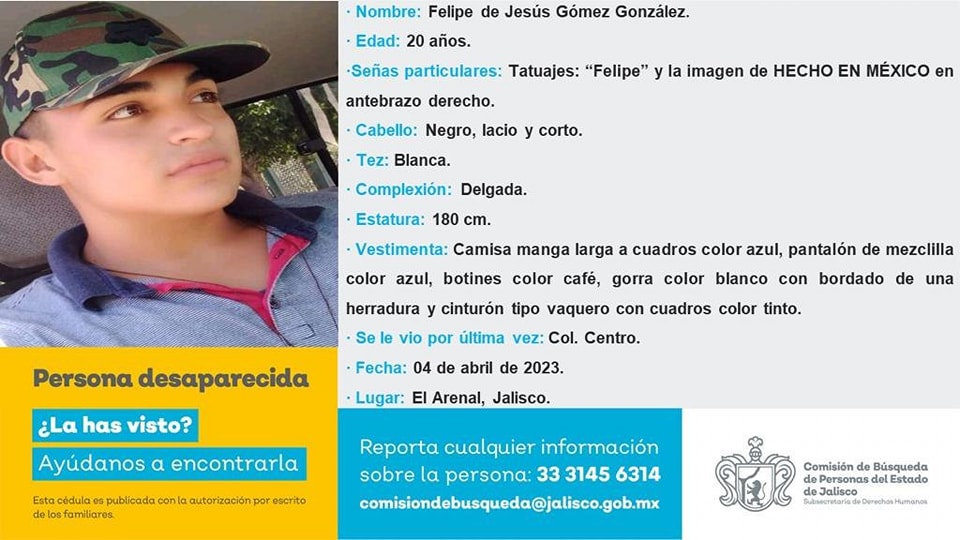 · Nombre: Felipe de Jesús Gómez González.
· Edad: 20 años.
·Señas particulares: Tatuajes: “Felipe” y la imagen de HECHO EN MÉXICO en
antebrazo derecho.
· Cabello: Negro, lacio y corto.
· Tez: Blanca.
· Complexión: Delgada.
· Estatura: 180 cm.
· Vestimenta: Camisa manga larga a cuadros color azul, pantalón de mezclilla
color azul, botines color café, gorra color blanco con bordado de una
herradura y cinturón tipo vaquero con cuadros color tinto.
· Se le vio por última vez: Col. Centro.
· Fecha: 04 de abril de 2023.
· Lugar: El Arenal, Jalisco.
Persona desaparecida
¿La has visto?
Ayúdanos a encontrarla
Esta cédula es publicada con la autorización por escrito
de los familiares.
Reporta cualquier información
sobre la persona: 33 3145 6314
comisiondebusqueda@jalisco.gob.mx
Comisión de Búsqueda
de Personas del Estado
de Jalisco
Subsecretaría de Derechos Humanos